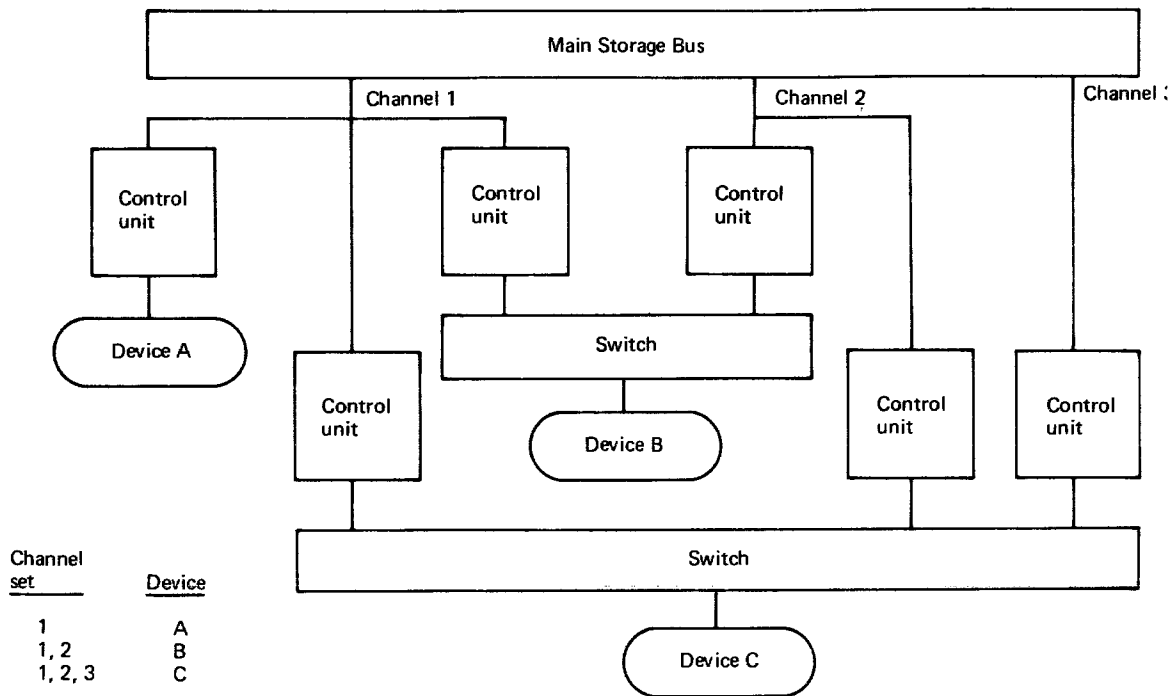 Main Storage Bus
Channel 1
Channel 2
Channel 3
Control
unit
Control
unit
Control
unit
Device A
Switch
Control
unit
Control
unit
Control
unit
Device B
Switch
Device C
Channel
set
Device
1 A
1, 2 B
1, 2, 3 C